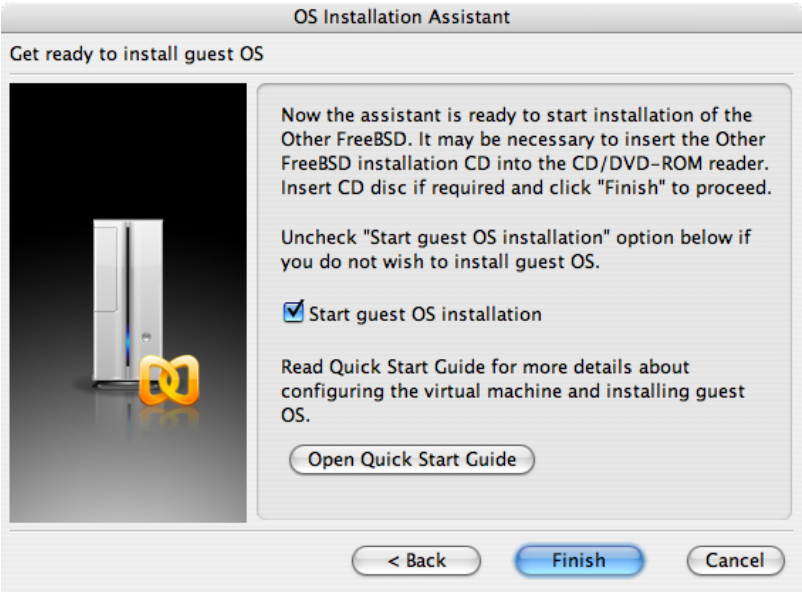 OS Installation Assistant
Get ready to install guest OS
Now the assistant is ready to start installation of the
Other FreeBSD. It may be necessary to insert the Other
FreeBSD installation CD into the CD/DVD-ROM reader.
Insert CD disc if required and click "Finish" to proceed.
Uncheck "Start guest OS installation" option below if
you do not wish to install guest OS.
Start guest OS installation
Read Quick Start Guide for more details about
configuring the virtual machine and installing guest
OS.
Open Quick Start Guide
< Back
Finish
Cancel